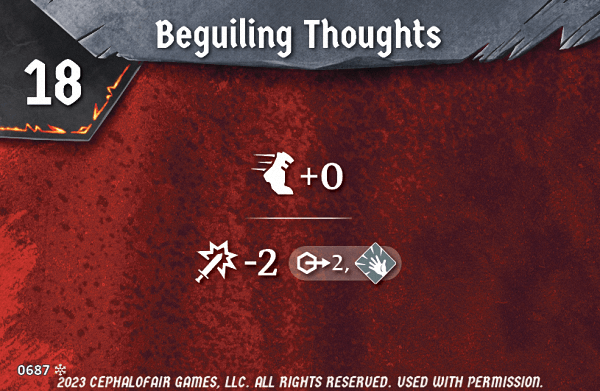 Beguiling Thoughts
18
+0
-2 2,
0687
2023 CEPHALOFAIR GAMES, LLC. ALL RIGHTS RESERVED. USED WITH PERMISSION.